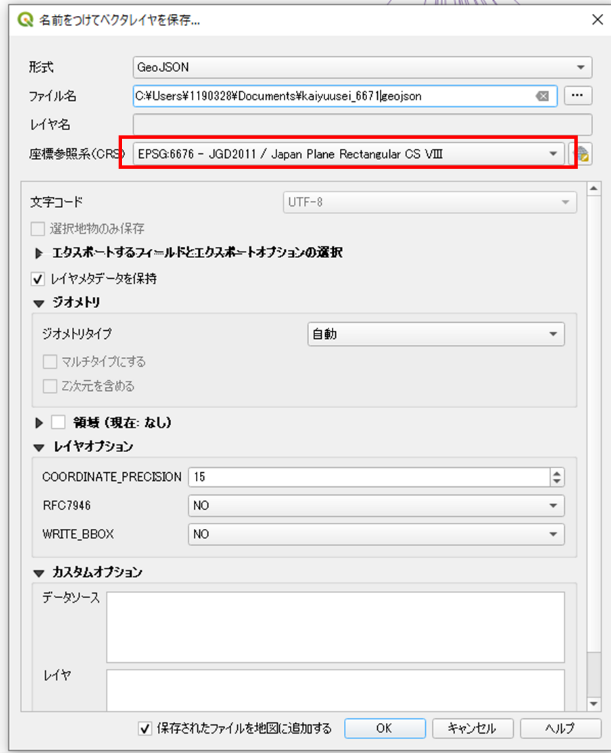 名前をつけてベクタレイヤを保存...
形式 GeoJSON
ファイル名 C:¥Users¥1190328¥Documents¥kaiyuusei_6671.geojson ...
レイヤ名
座標参照系(CRS) EPSG:6676 - JGD2011 / Japan Plane Rectangular CS VIII
文字コード UTF-8
選択地物のみ保存
エクスポートするフィールドとエクスポートオプションの選択
レイヤメタデータを保持
ジオメトリ
ジオメトリタイプ 自動
マルチタイプにする
Z次元を含める
領域 (現在: なし)
レイヤオプション
COORDINATE_PRECISION 15
RFC7946 NO
WRITE_BBOX NO
カスタムオプション
データソース
レイヤ
保存されたファイルを地図に追加する OK キャンセル ヘルプ